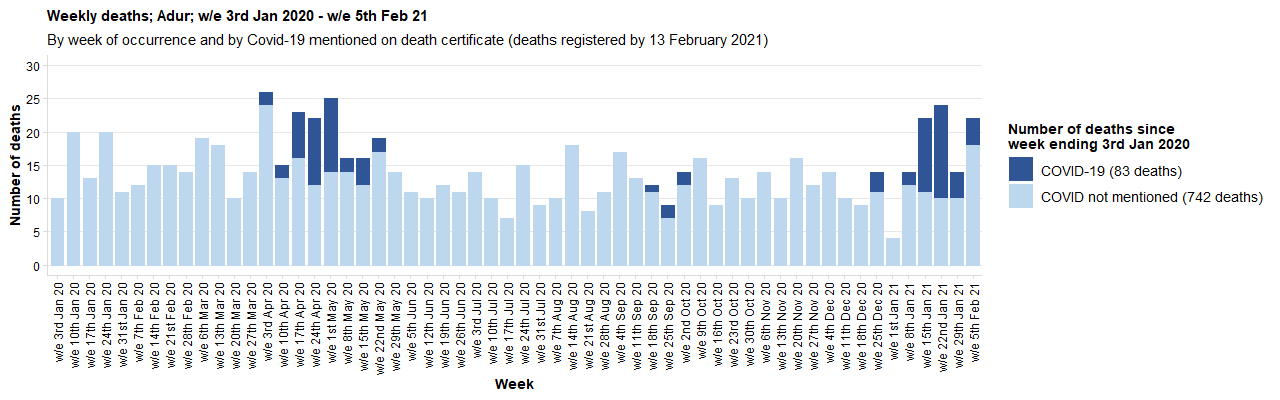 Weekly deaths; Adur; w/e 3rd Jan 2020 - w/e 5th Feb 21
By week of occurrence and by Covid-19 mentioned on death certificate (deaths registered by 13 February 2021)
Number of deaths
30
25
20
15
10
5
0
w/e 3rd Jan 20
w/e 10th Jan 20
w/e 17th Jan 20
w/e 24th Jan 20
w/e 31st Jan 20
w/e 7th Feb 20
w/e 14th Feb 20
w/e 21st Feb 20
w/e 28th Feb 20
w/e 6th Mar 20
w/e 13th Mar 20
w/e 20th Mar 20
w/e 27th Mar 20
w/e 3rd Apr 20
w/e 10th Apr 20
w/e 17th Apr 20
w/e 24th Apr 20
w/e 1st May 20
w/e 8th May 20
w/e 15th May 20
w/e 22nd May 20
w/e 29th May 20
w/e 5th Jun 20
w/e 12th Jun 20
w/e 19th Jun 20
w/e 26th Jun 20
w/e 3rd Jul 20
w/e 10th Jul 20
w/e 17th Jul 20
w/e 24th Jul 20
w/e 31st Jul 20
w/e 7th Aug 20
w/e 14th Aug 20
w/e 21st Aug 20
w/e 28th Aug 20
w/e 4th Sep 20
w/e 11th Sep 20
w/e 18th Sep 20
w/e 25th Sep 20
w/e 2nd Oct 20
w/e 9th Oct 20
w/e 16th Oct 20
w/e 23rd Oct 20
w/e 30th Oct 20
w/e 6th Nov 20
w/e 13th Nov 20
w/e 20th Nov 20
w/e 27th Nov 20
w/e 4th Dec 20
w/e 11th Dec 20
w/e 18th Dec 20
w/e 25th Dec 20
w/e 1st Jan 21
w/e 8th Jan 21
w/e 15th Jan 21
w/e 22nd Jan 21
w/e 29th Jan 21
w/e 5th Feb 21
Week
Number of deaths since
week ending 3rd Jan 2020
COVID-19 (83 deaths)
COVID not mentioned (742 deaths)